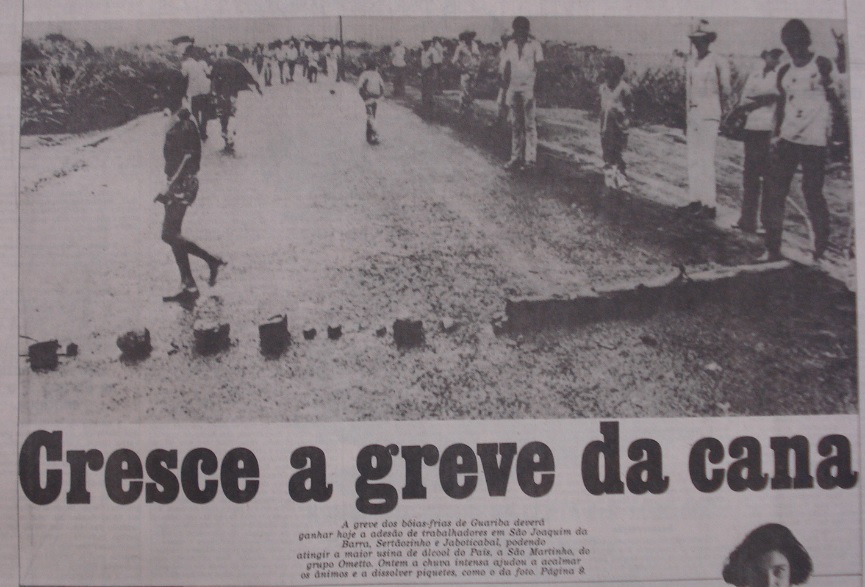 Cresce a greve da cana
A greve dos bóias-frias de Guariba deverá
ganhar hoje a adesão de trabalhadores em São Joaquim da
Barra, Sertãozinho e Jaboticabal, podendo
atingir a maior usina de álcool do País, a São Martinho, do
grupo Ometto. Ontem a chuva intensa ajudou a acalmar
os ânimos e a dissolver piquetes, como o da foto. Página 9.